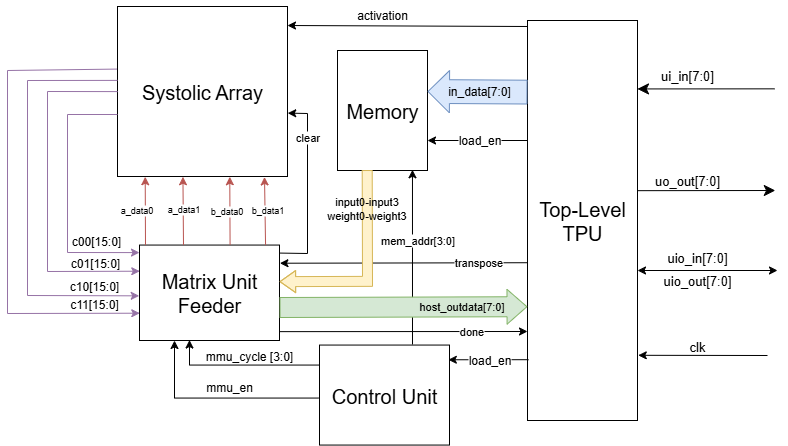 activation
Systolic Array
ui_in[7:0]
Memory
in_data[7:0]
clear
load_en
uo_out[7:0]
input0-input3
weight0-weight3
a_data0
a_data1
b_data0
b_data1
Top-Level
TPU
c00[15:0]
mem_addr[3:0]
c01[15:0]
transpose
uio_in[7:0]
uio_out[7:0]
Matrix Unit
Feeder
c10[15:0]
c11[15:0]
host_outdata[7:0]
done
clk
mmu_cycle [3:0]
load_en
mmu_en
Control Unit